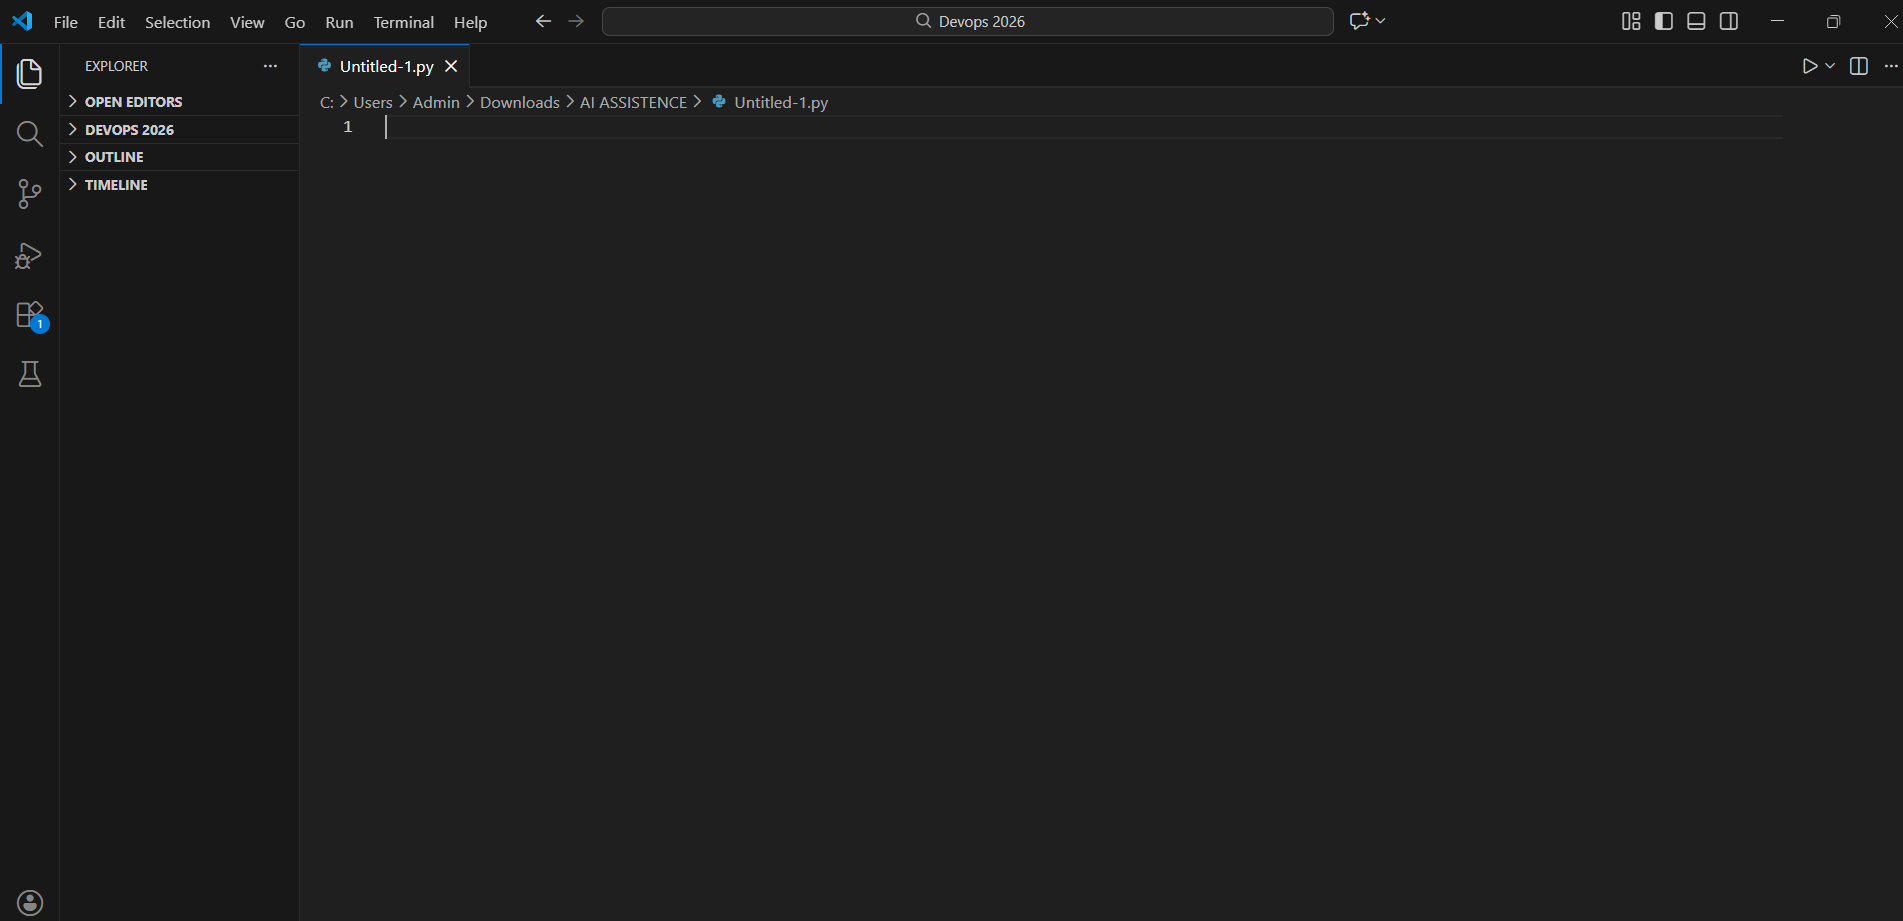 File Edit Selection View Go Run Terminal Help Devops 2026
EXPLORER
Untitled-1.py
OPEN EDITORS
C: Users Admin Downloads AI ASSISTENCE Untitled-1.py
DEVOPS 2026
1
OUTLINE
TIMELINE
1